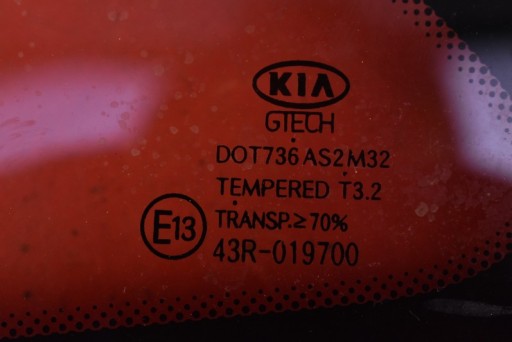 KIA
GTECH
DOT736 AS2 M32
TEMPERED T3.2
TRANSP.≥70%
E13
43R-019700